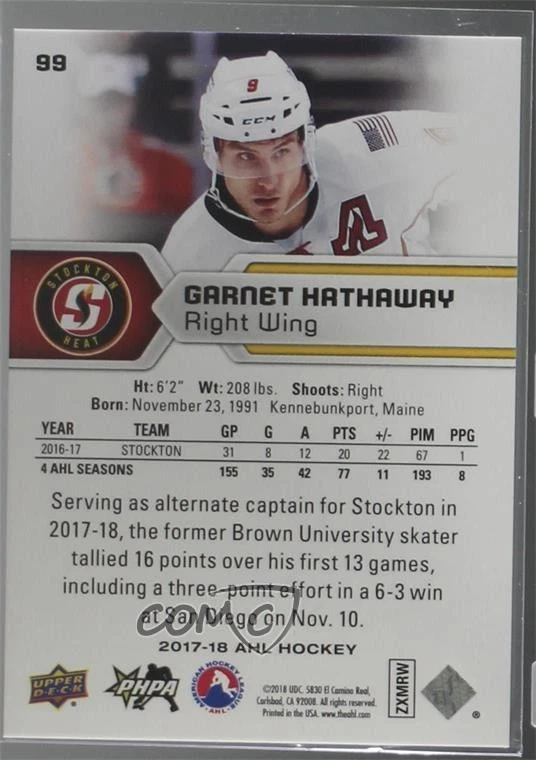 99
9
CCM
A
STOCKTON
S
HEAT
GARNET HATHAWAY
Right Wing
Ht: 6'2" Wt: 208 lbs. Shoots: Right
Born: November 23, 1991 Kennebunkport, Maine
YEAR TEAM GP G A PTS +/- PIM PPG
2016-17 STOCKTON 31 8 12 20 22 67 1
4 AHL SEASONS 155 35 42 77 11 193 8
Serving as alternate captain for Stockton in
2017-18, the former Brown University skater
tallied 16 points over his first 13 games,
including a three-point effort in a 6-3 win
at San Diego on Nov. 10.
COMC
2017-18 AHL HOCKEY
UPPER DECK
PHPA
AMERICAN HOCKEY LEAGUE
AHL
©2018 UDC. 5830 El Camino Real,
Carlsbad, CA 92008. All rights reserved.
Printed in the USA. www.theahl.com
ZXMRW
®